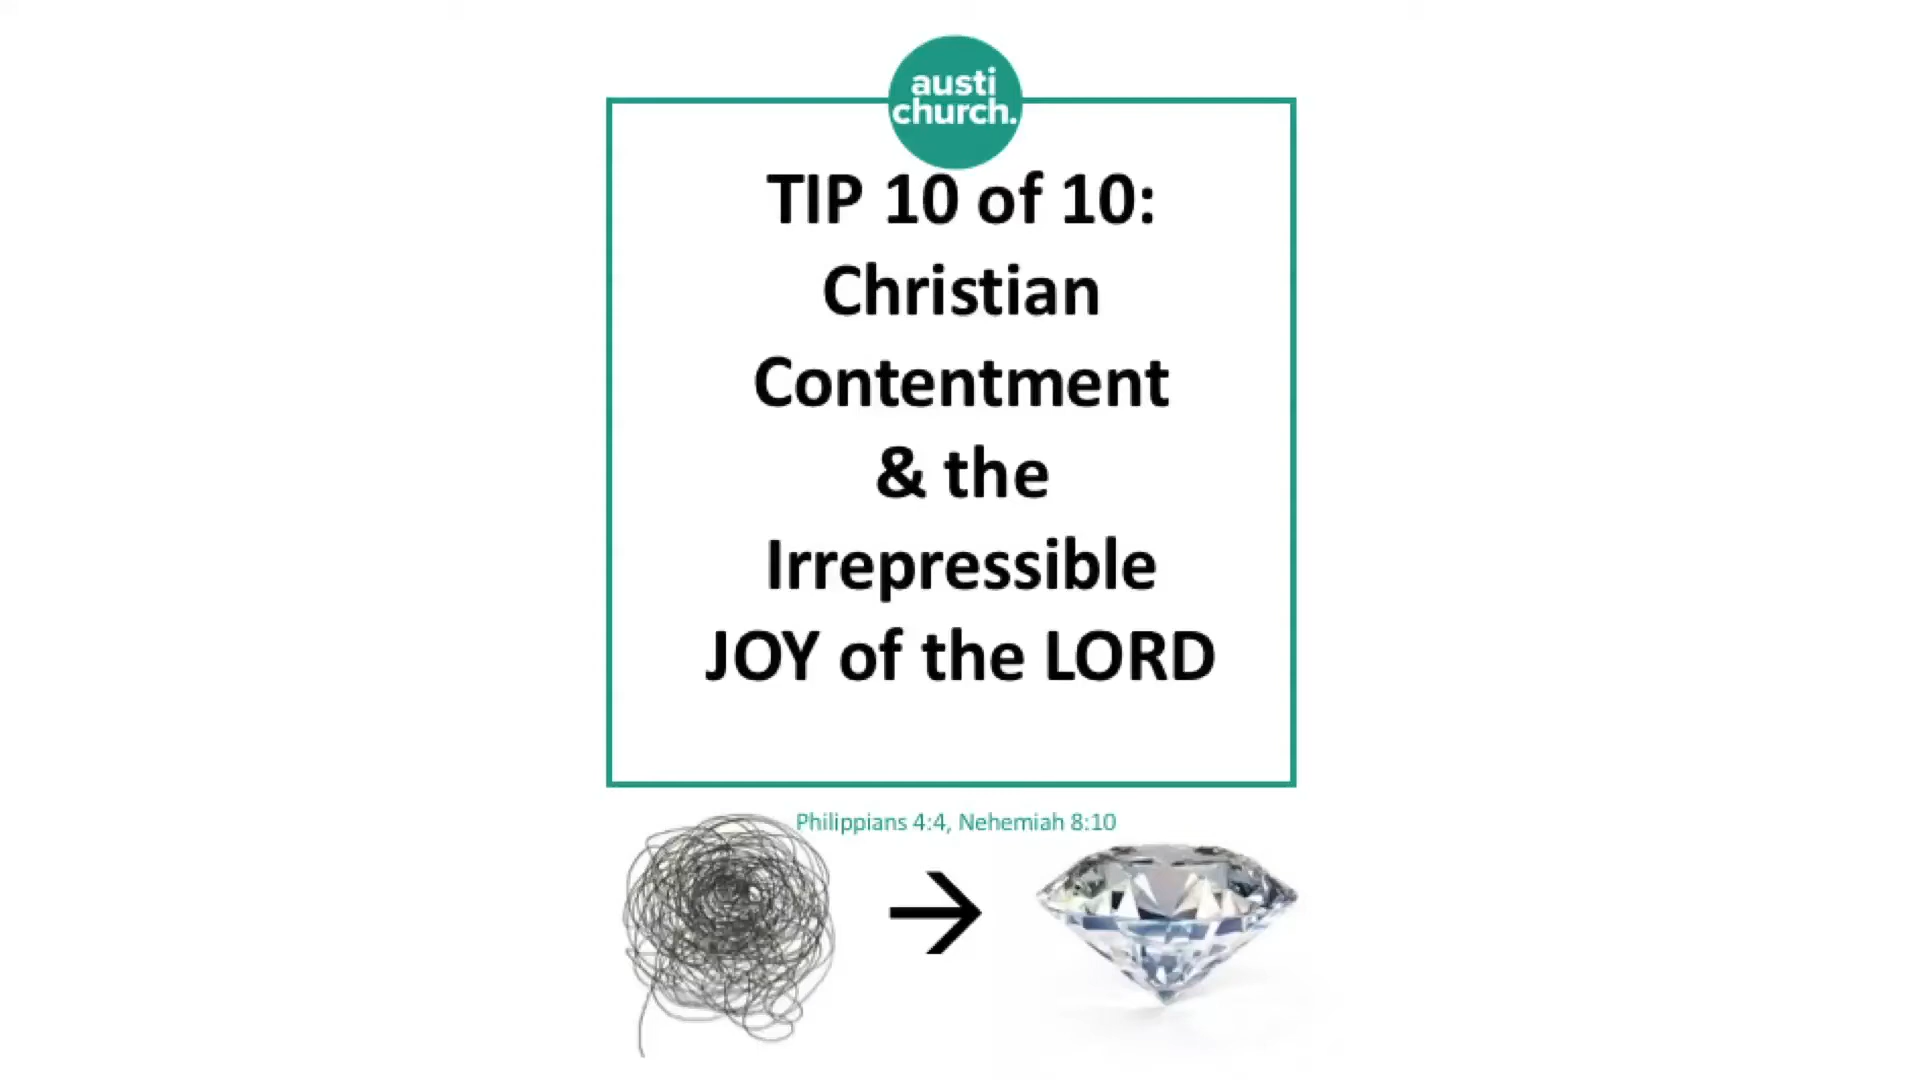 austi
church.
TIP 10 of 10:
Christian
Contentment
& the
Irrepressible
JOY of the LORD
Philippians 4:4, Nehemiah 8:10